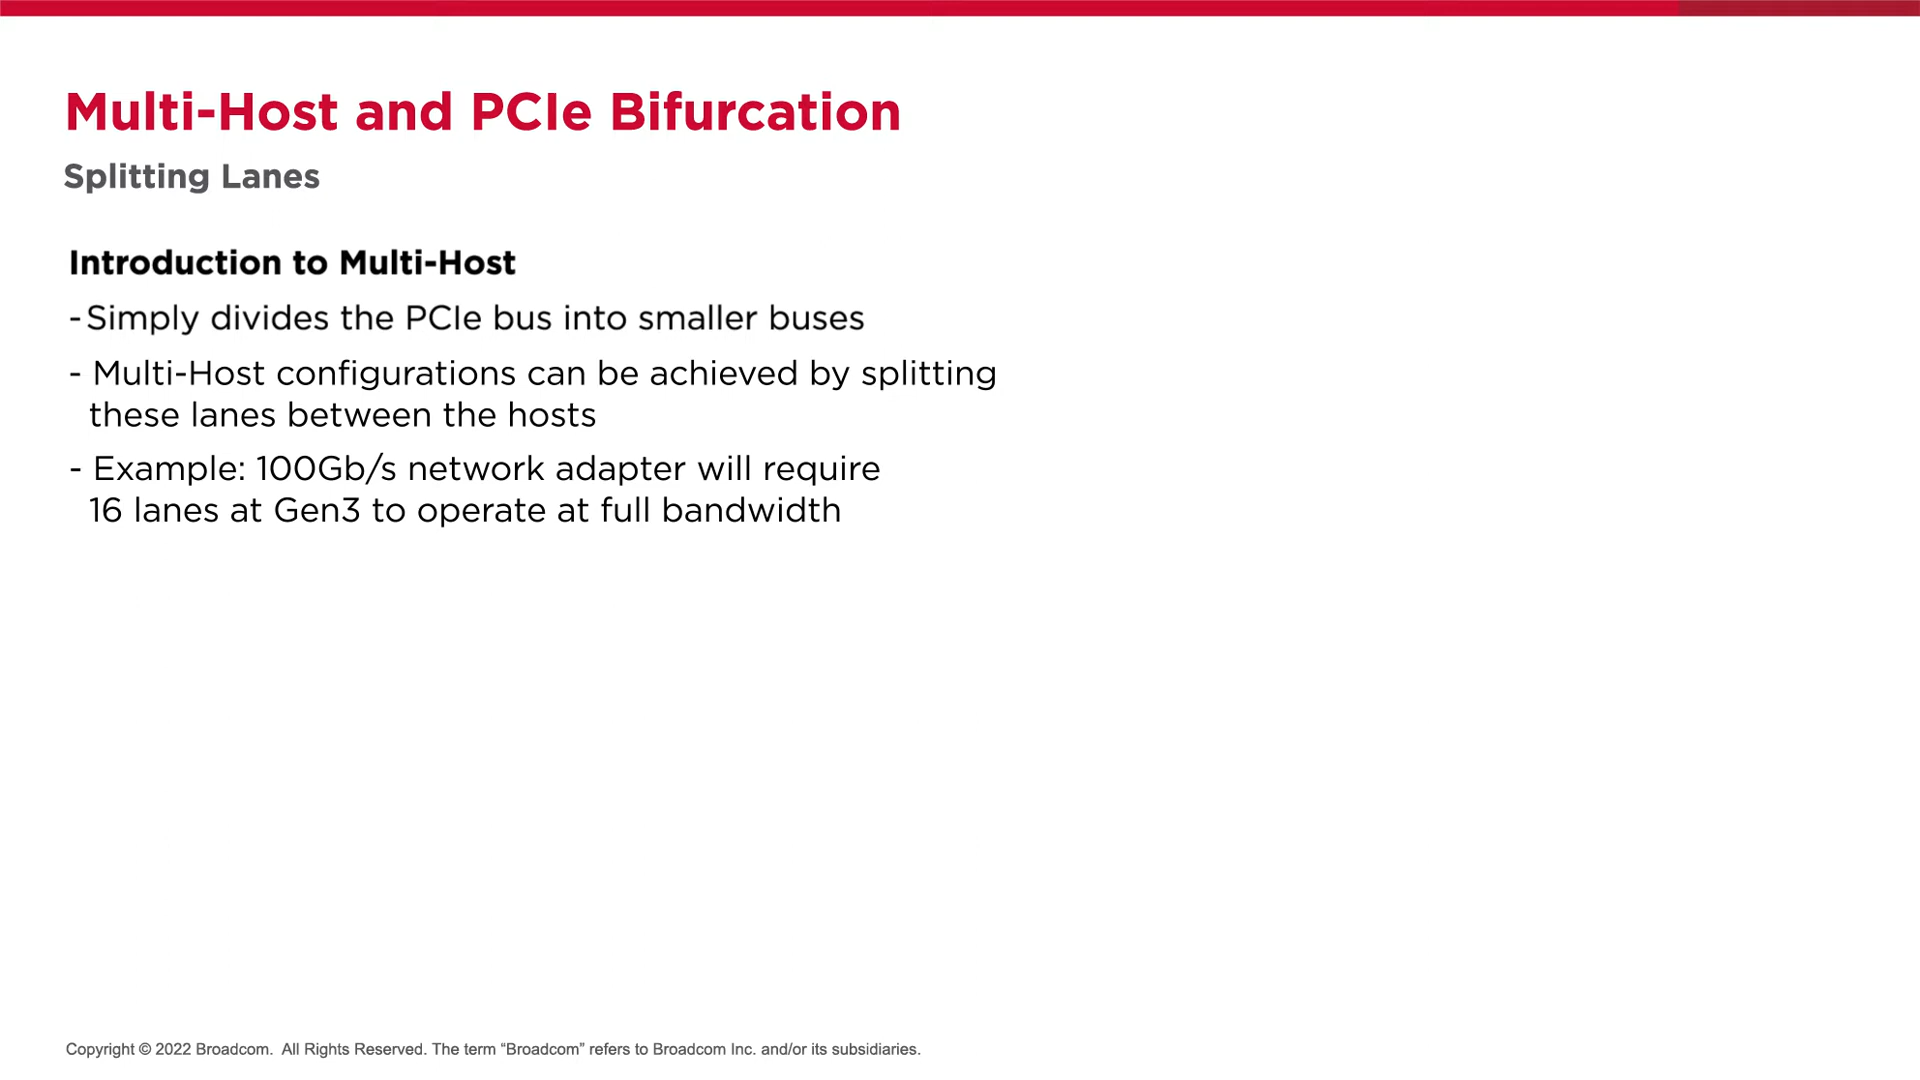 Multi-Host and PCIe Bifurcation
Splitting Lanes
Introduction to Multi-Host
- Simply divides the PCIe bus into smaller buses
- Multi-Host configurations can be achieved by splitting
these lanes between the hosts
- Example: 100Gb/s network adapter will require
16 lanes at Gen3 to operate at full bandwidth
Copyright © 2022 Broadcom.  All Rights Reserved. The term “Broadcom” refers to Broadcom Inc. and/or its subsidiaries.